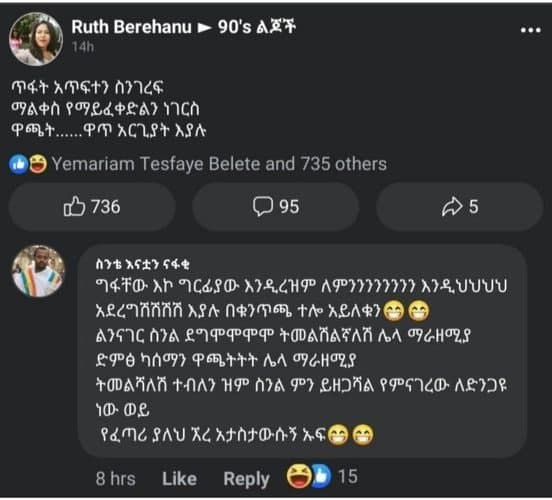 Ruth Berehanu ► 90's ልጆች
14h
ጥፋት አጥፍተን ስንገረፍ
ማልቀስ የማይፈቀድልን ነገርስ
ዋጫት......ዋጥ አርጊያት እያሉ
Yemariam Tesfaye Belete and 735 others
736
95
5
ስንቴ እናቷን ናፋቂ
ግፋቸው እኮ ግርፊያው እንዲረዝም ለምንንንንንንንን እንዲህህህህ
አደረግሽሽሽሽ እያሉ በቁንጥጫ ተሎ አይለቁን😁😁
ልንናገር ስንል ደግሞሞሞሞ ትመልሽልኛለሽ ሌላ ማራዘሚያ
ድምፅ ካሰማን ዋጫትትት ሌላ ማራዘሚያ
ትመልሻለሽ ተብለን ዝም ስንል ምን ይዘጋሻል የምናገረው ለድንጋዩ
ነው ወይ
የፈጣሪ ያለህ ኧረ አታስታውሱኝ ኡፍ😁😁
8 hrs Like Reply 15